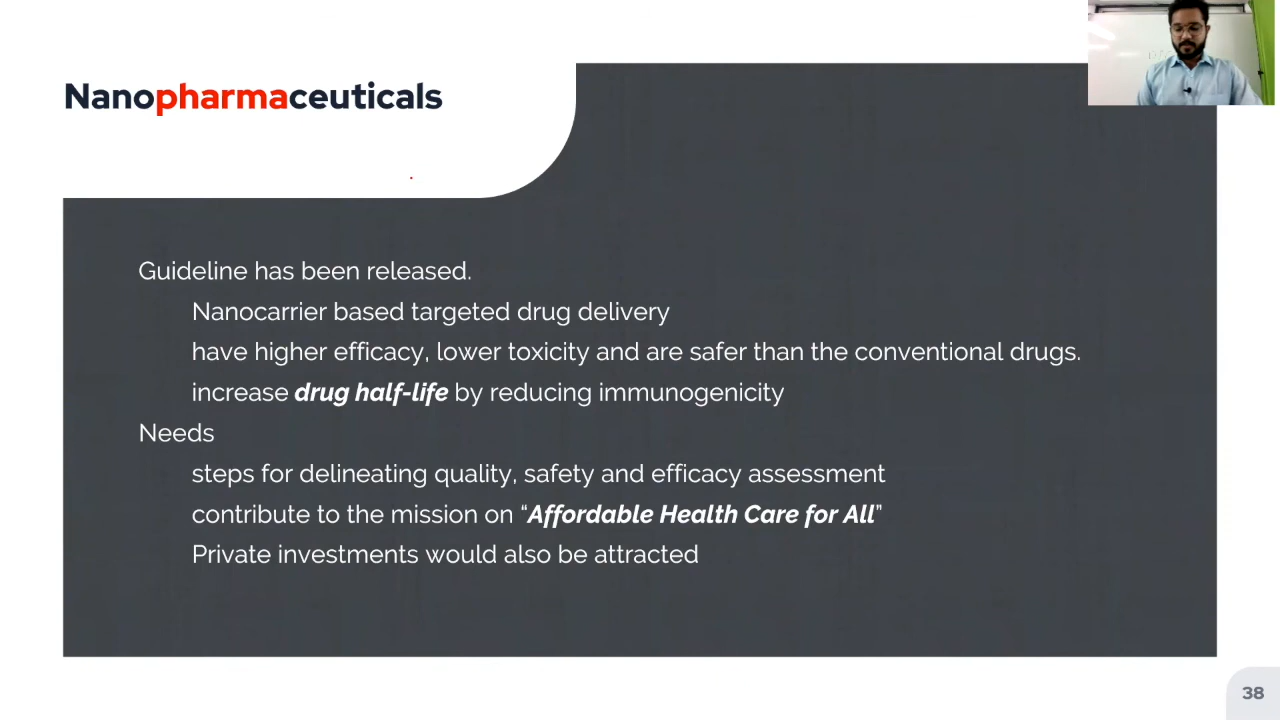 Nanopharmaceuticals
Guideline has been released.
Nanocarrier based targeted drug delivery
have higher efficacy, lower toxicity and are safer than the conventional drugs.
increase drug half-life by reducing immunogenicity
Needs
steps for delineating quality, safety and efficacy assessment
contribute to the mission on “Affordable Health Care for All”
Private investments would also be attracted
38